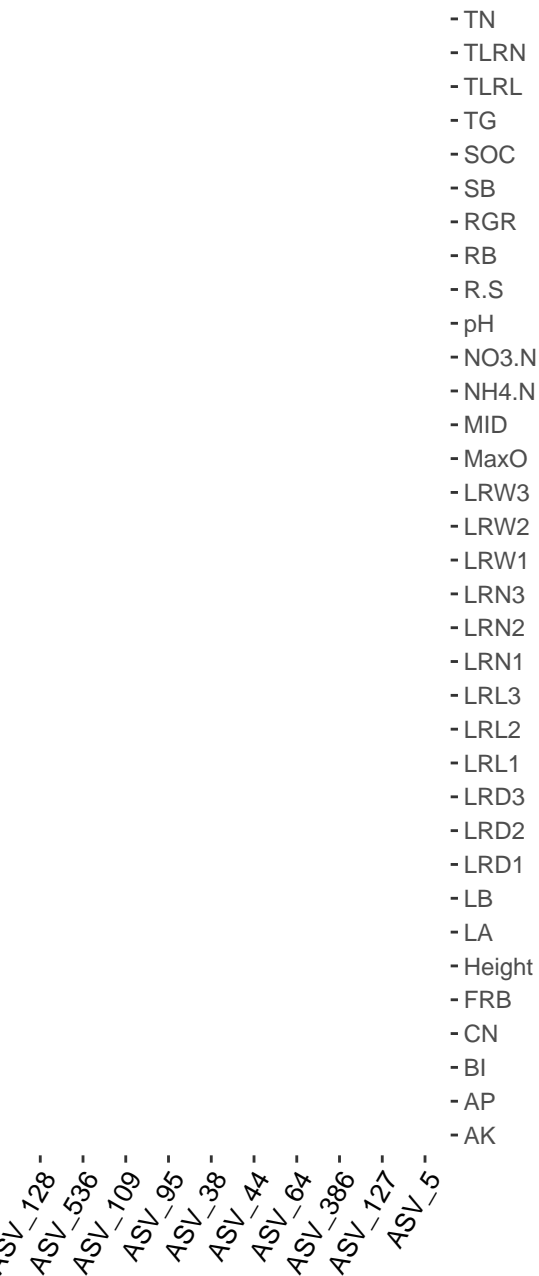 TN
TLRN
TLRL
TG
SOC
SB
RGR
RB
R.S
pH
NO3.N
NH4.N
MID
MaxO
LRW3
LRW2
LRW1
LRN3
LRN2
LRN1
LRL3
LRL2
LRL1
LRD3
LRD2
LRD1
LB
LA
Height
FRB
CN
BI
AP
AK
ASV_128
ASV_536
ASV_109
ASV_95
ASV_38
ASV_44
ASV_64
ASV_386
ASV_127
ASV_5